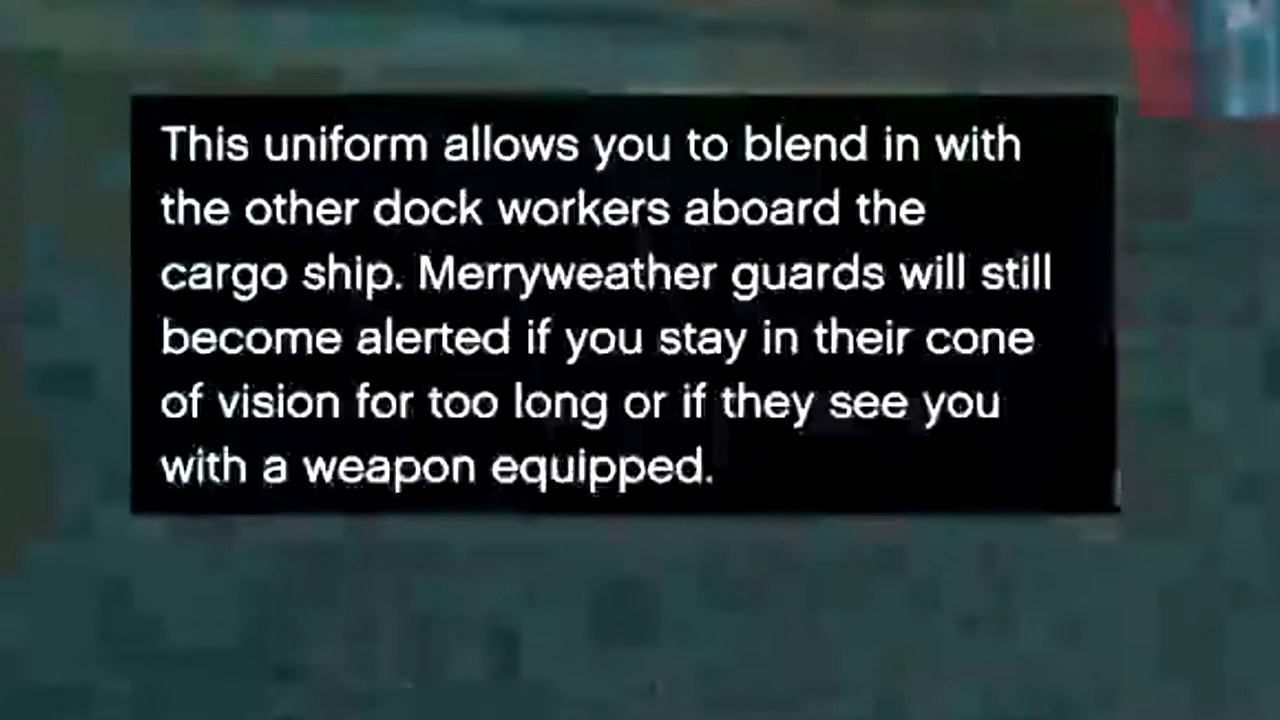 This uniform allows you to blend in with
the other dock workers aboard the
cargo ship. Merryweather guards will still
become alerted if you stay in their cone
of vision for too long or if they see you
with a weapon equipped.